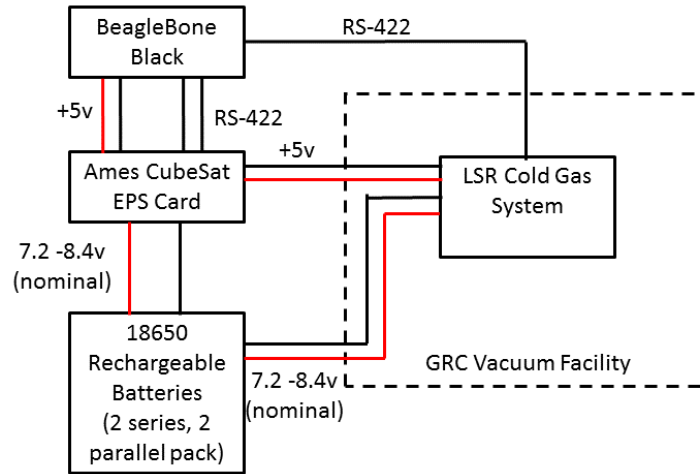 BeagleBone
Black
RS-422
+5v
RS-422
+5v
Ames CubeSat
EPS Card
LSR Cold Gas
System
7.2 -8.4v
(nominal)
18650
Rechargeable
Batteries
(2 series, 2
parallel pack)
7.2 -8.4v
(nominal)
GRC Vacuum Facility